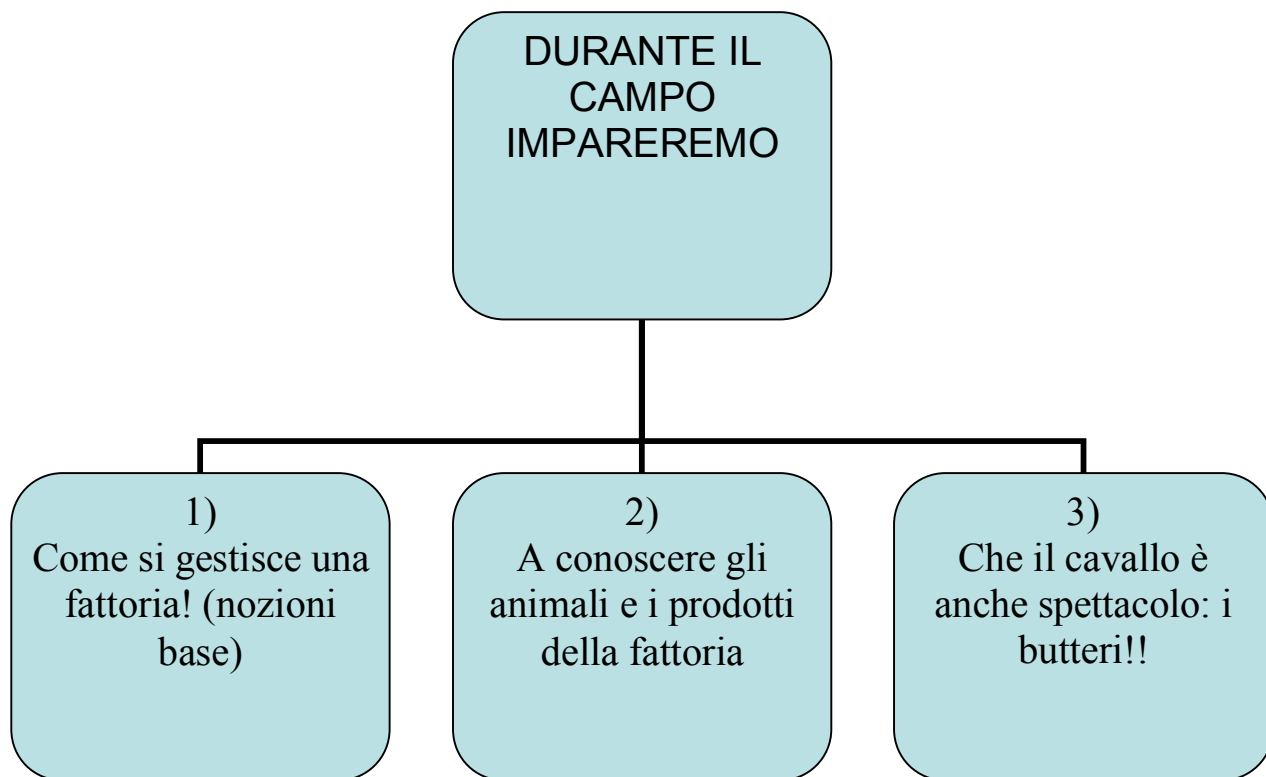 DURANTE IL
CAMPO
IMPAREREMO
1)
Come si gestisce una
fattoria! (nozioni
base)
2)
A conoscere gli
animali e i prodotti
della fattoria
3)
Che il cavallo è
anche spettacolo: i
butteri!!